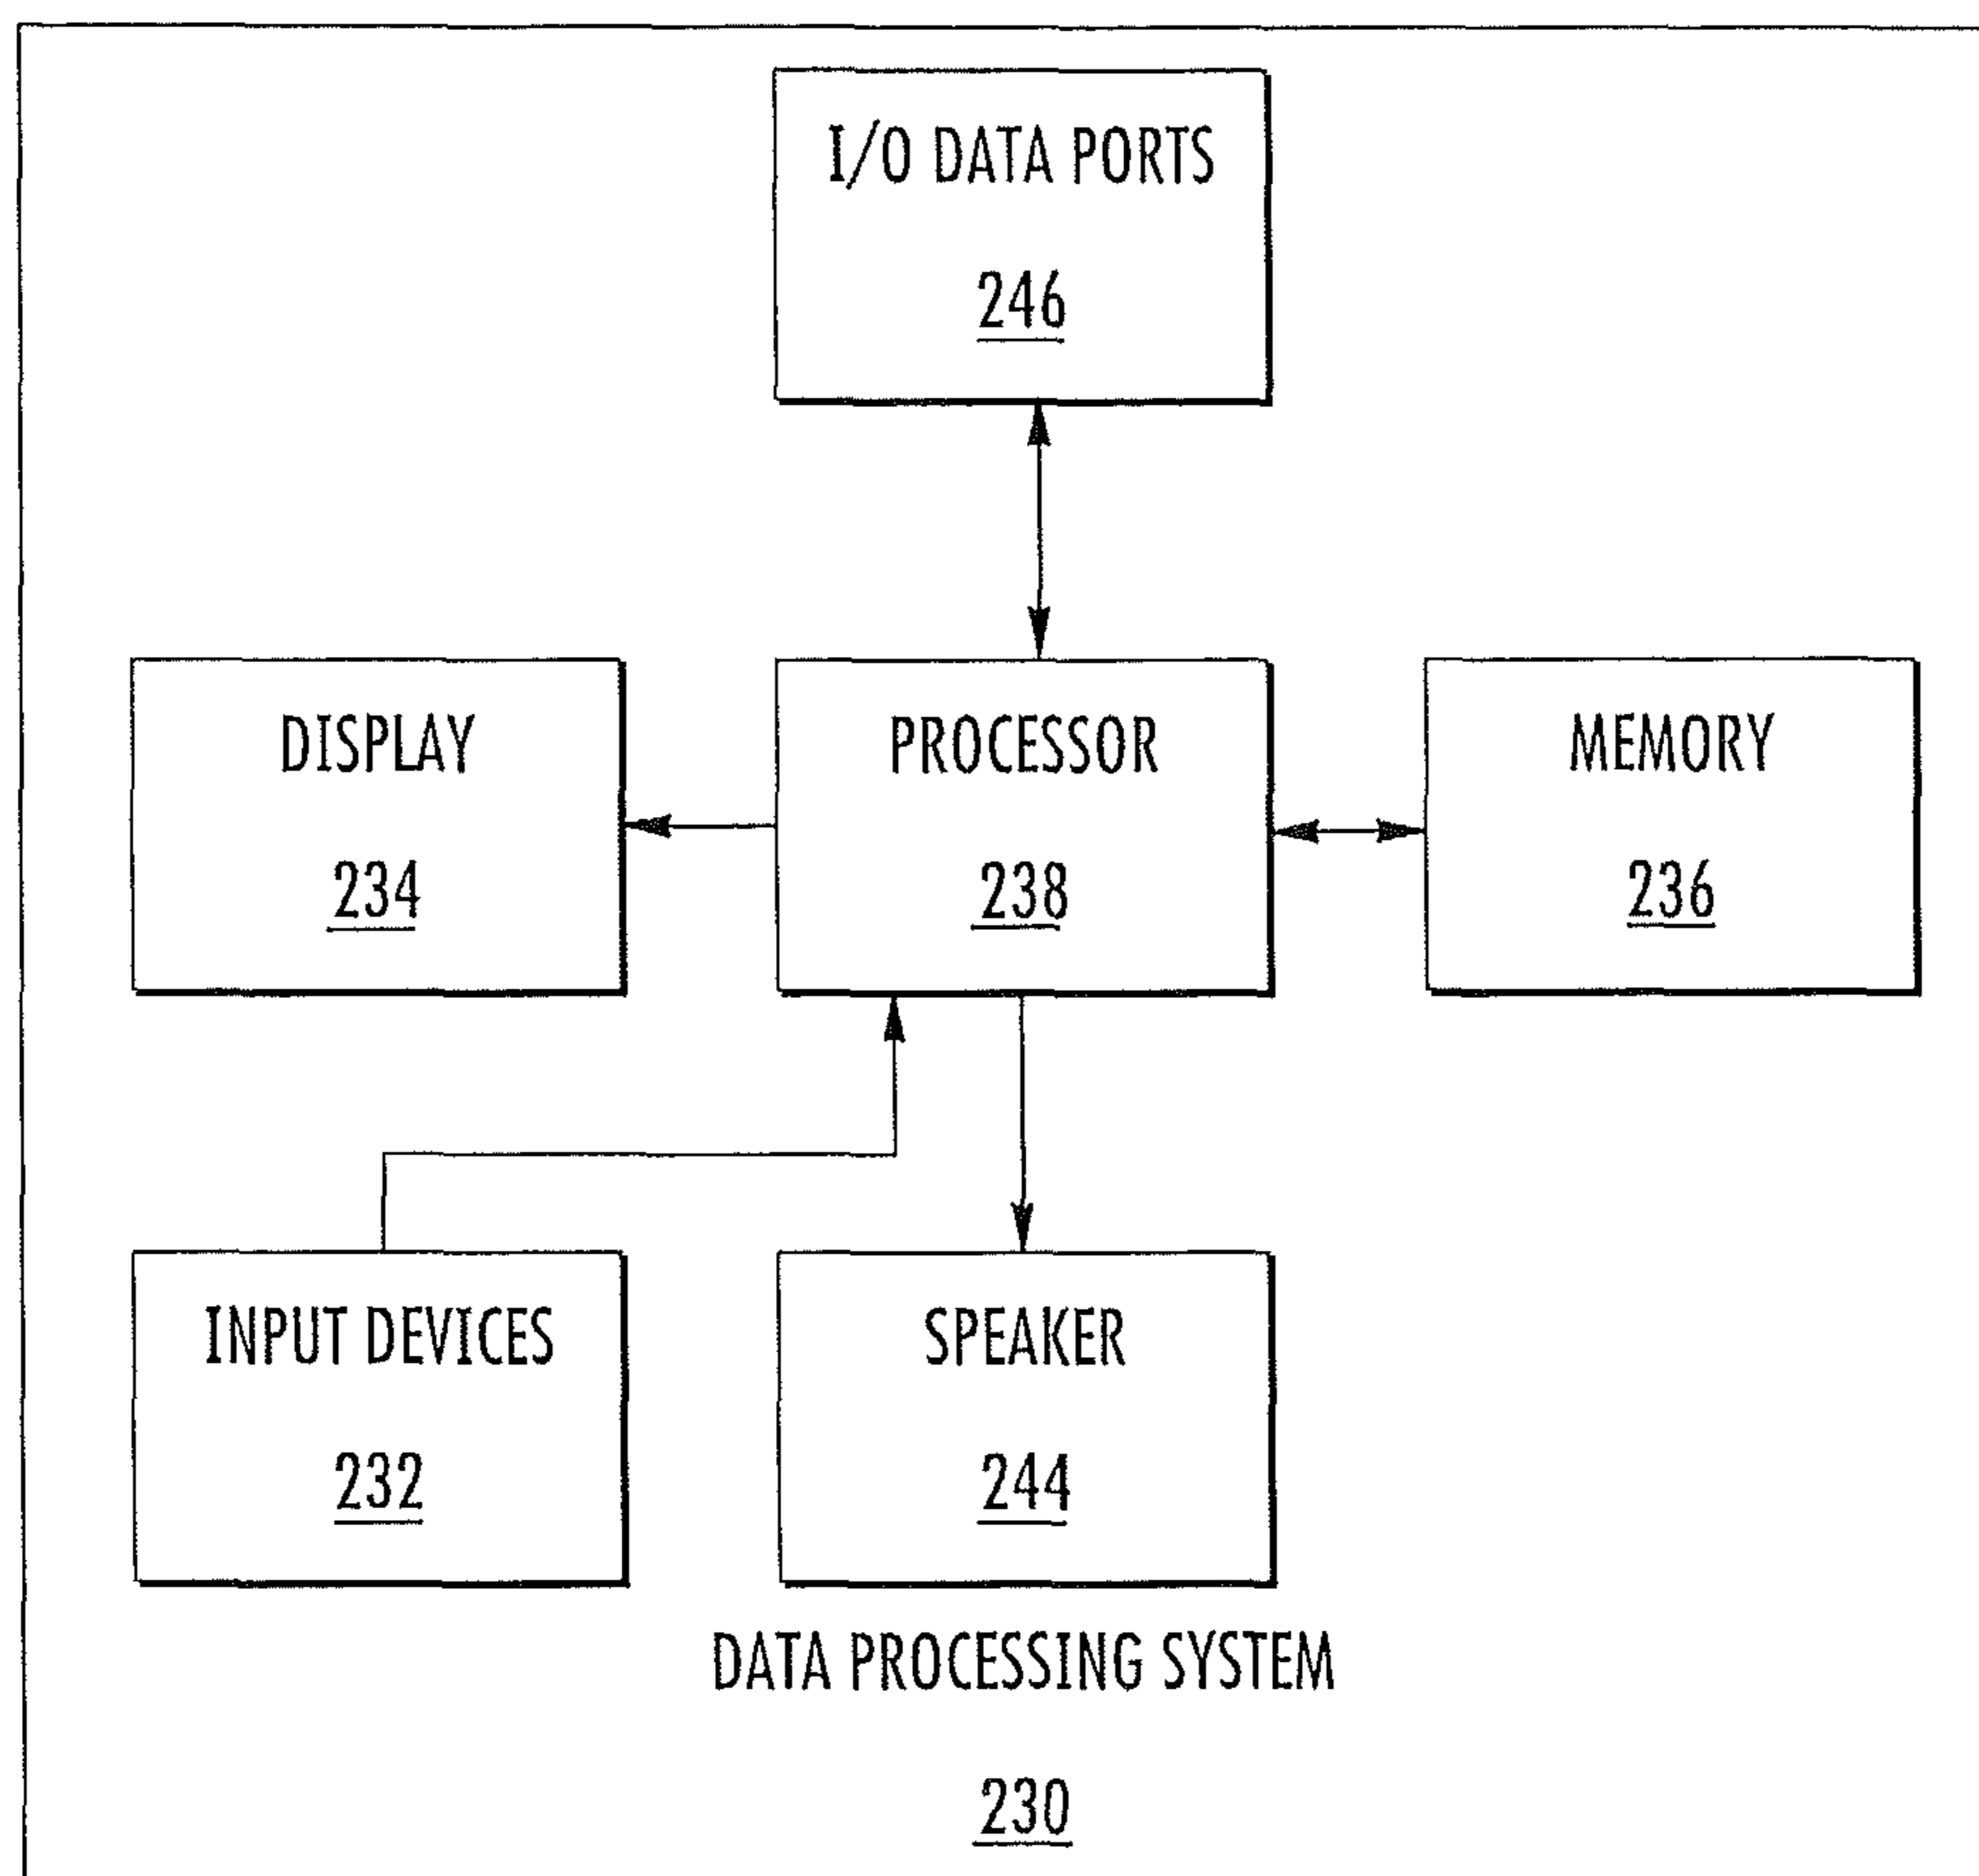 I/O DATA PORTS
246
DISPLAY
234
PROCESSOR
238
MEMORY
236
INPUT DEVICES
232
SPEAKER
244
DATA PROCESSING SYSTEM
230